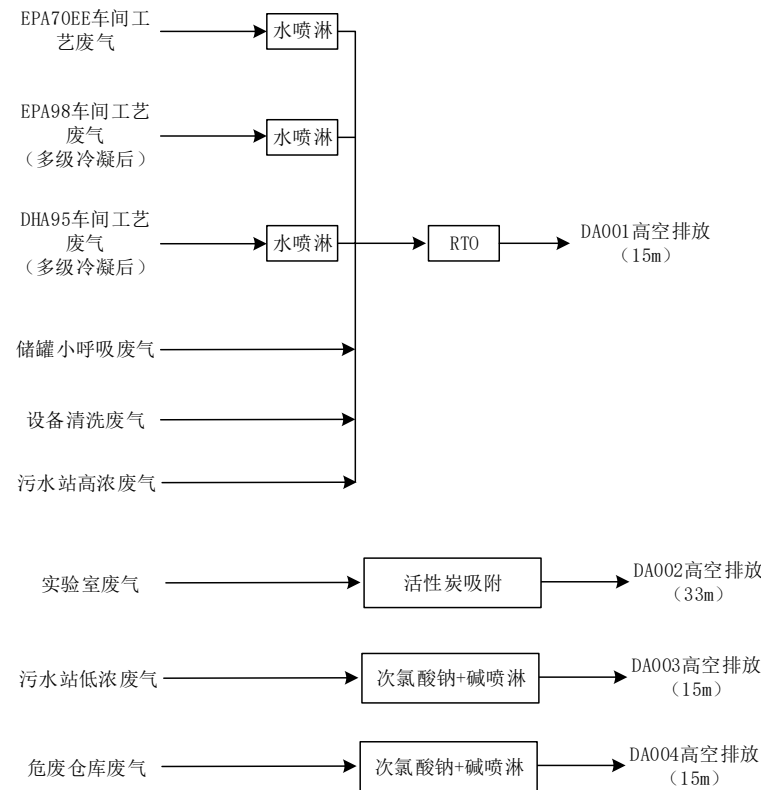 EPA70EE车间工
艺废气
水喷淋
EPA98车间工艺
废气
（多级冷凝后）
水喷淋
DHA95车间工艺
废气
（多级冷凝后）
水喷淋
RTO
DA001高空排放
（15m）
储罐小呼吸废气
设备清洗废气
污水站高浓废气
实验室废气
活性炭吸附
DA002高空排放
（33m）
污水站低浓废气
次氯酸钠+碱喷淋
DA003高空排放
（15m）
危废仓库废气
次氯酸钠+碱喷淋
DA004高空排放
（15m）